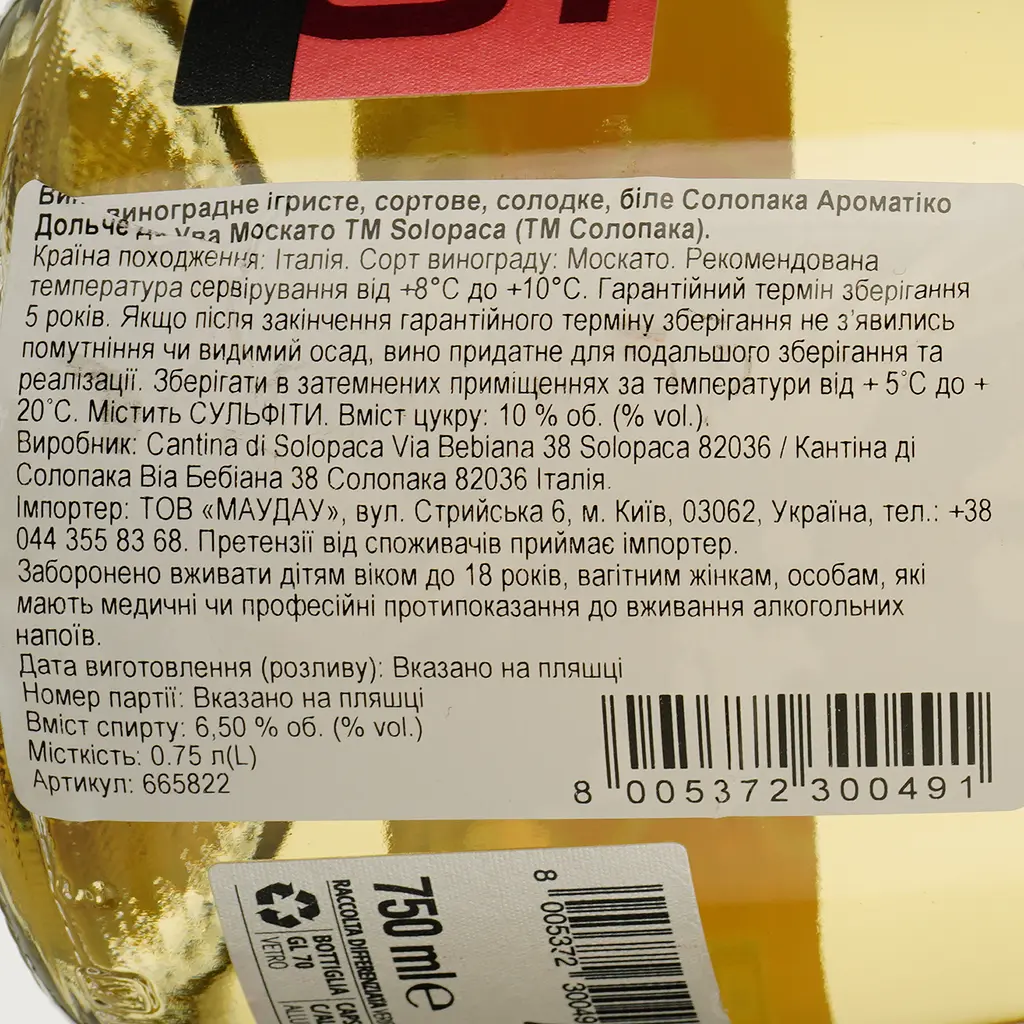 виноградне ігристе, сортове, солодке, біле Солопака Ароматіко
Дольче Москато ТМ Solopaca (ТМ Солопака).
Країна походження: Італія. Сорт винограду: Москато. Рекомендована
температура сервірування від +8°C до +10°C. Гарантійний термін зберігання
5 років. Якщо після закінчення гарантійного терміну зберігання не з'явились
помутніння чи видимий осад, вино придатне для подальшого зберігання та
реалізації. Зберігати в затемнених приміщеннях за температури від + 5°C до +
20°C. Містить СУЛЬФІТИ. Вміст цукру: 10 % об. (% vol.).
Виробник: Cantina di Solopaca Via Bebiana 38 Solopaca 82036 / Кантіна ді
Солопака Віа Бебіана 38 Солопака 82036 Італія.
Імпортер: ТОВ «МАУДАУ», вул. Стрийська 6, м. Київ, 03062, Україна, тел.: +38
044 355 83 68. Претензії від споживачів приймає імпортер.
Заборонено вживати дітям віком до 18 років, вагітним жінкам, особам, які
мають медичні чи професійні протипоказання до вживання алкогольних
напоїв.
Дата виготовлення (розливу): Вказано на пляшці
Номер партії: Вказано на пляшці
Вміст спирту: 6,50 % об. (% vol.)
Місткість: 0.75 л(L)
Артикул: 665822
8 005372 300491
750 ml e
RACCOLTA DIFFERENZIATA
BOTTIGLIA
GL 70
VETRO
8 005372 30049